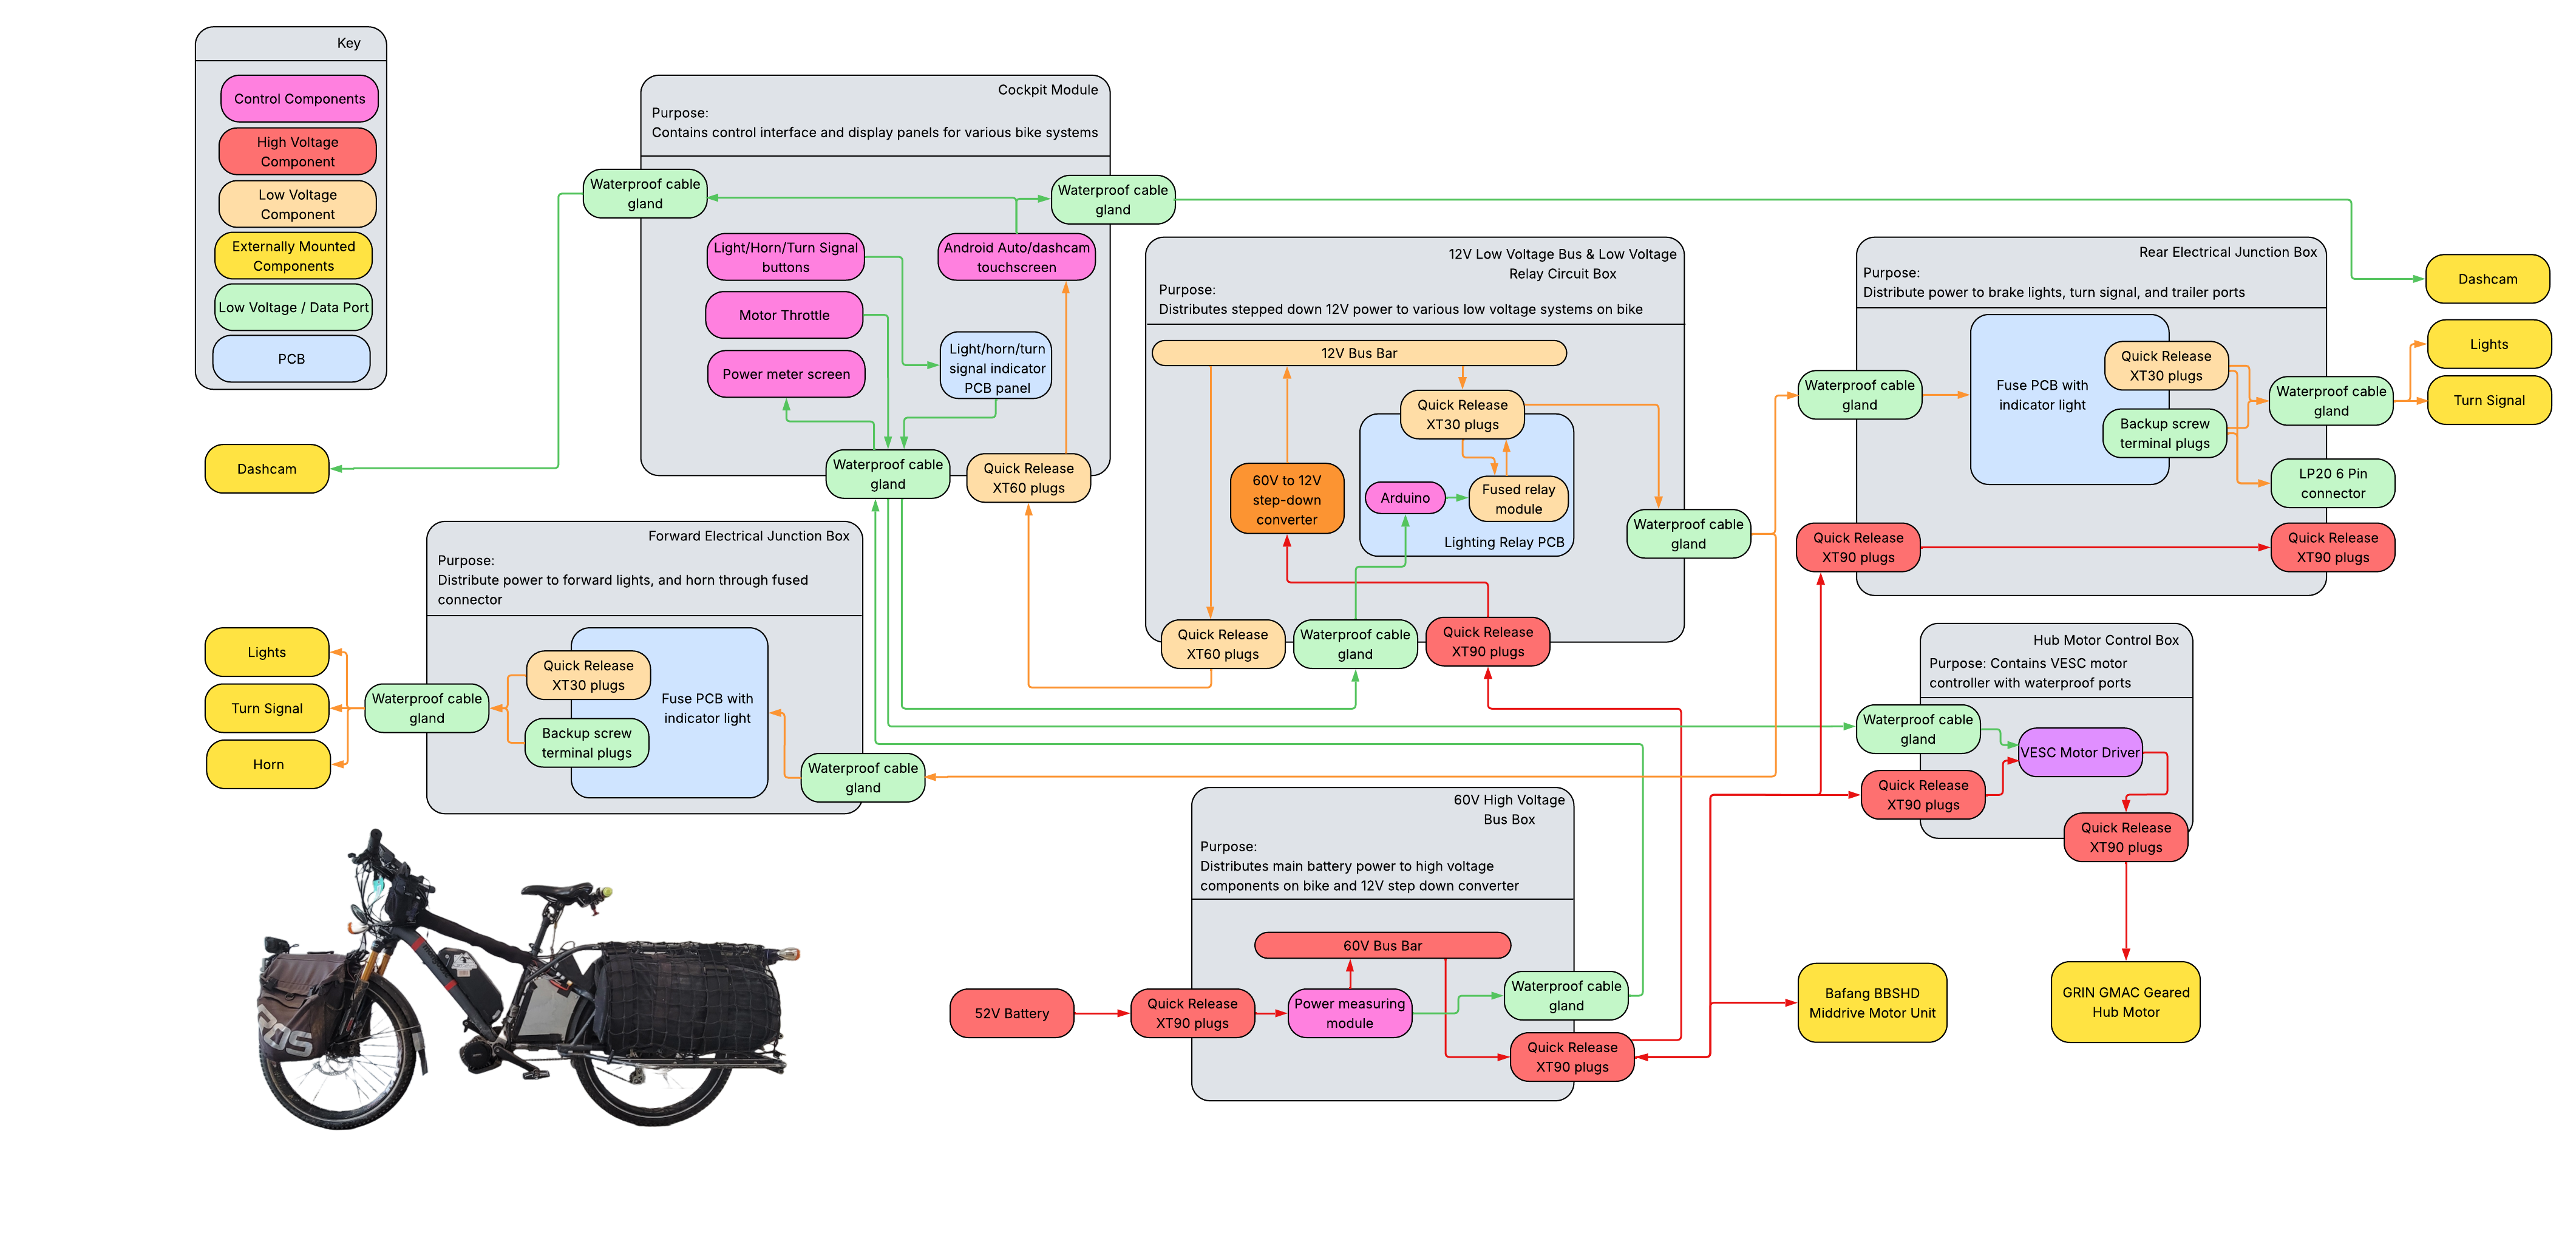 Key
Control Components
High Voltage
Component
Low Voltage
Component
Externally Mounted
Components
Low Voltage / Data Port
PCB
Cockpit Module
Purpose:
Contains control interface and display panels for various bike systems
Waterproof cable
gland
Waterproof cable
gland
Light/Horn/Turn Signal
buttons
Android Auto/dashcam
touchscreen
Motor Throttle
Power meter screen
Light/horn/turn
signal indicator
PCB panel
Waterproof cable
gland
Quick Release
XT60 plugs
Dashcam
12V Low Voltage Bus & Low Voltage
Relay Circuit Box
Purpose:
Distributes stepped down 12V power to various low voltage systems on bike
12V Bus Bar
Quick Release
XT30 plugs
60V to 12V
step-down
converter
Arduino
Fused relay
module
Lighting Relay PCB
Waterproof cable
gland
Quick Release
XT60 plugs
Waterproof cable
gland
Quick Release
XT90 plugs
Rear Electrical Junction Box
Purpose:
Distribute power to brake lights, turn signal, and trailer ports
Waterproof cable
gland
Fuse PCB with
indicator light
Quick Release
XT30 plugs
Backup screw
terminal plugs
Waterproof cable
gland
LP20 6 Pin
connector
Quick Release
XT90 plugs
Quick Release
XT90 plugs
Dashcam
Lights
Turn Signal
Forward Electrical Junction Box
Purpose:
Distribute power to forward lights, and horn through fused
connector
Lights
Turn Signal
Horn
Waterproof cable
gland
Quick Release
XT30 plugs
Backup screw
terminal plugs
Fuse PCB with
indicator light
Waterproof cable
gland
Hub Motor Control Box
Purpose: Contains VESC motor
controller with waterproof ports
Waterproof cable
gland
VESC Motor Driver
Quick Release
XT90 plugs
Quick Release
XT90 plugs
60V High Voltage
Bus Box
Purpose:
Distributes main battery power to high voltage
components on bike and 12V step down converter
60V Bus Bar
52V Battery
Quick Release
XT90 plugs
Power measuring
module
Waterproof cable
gland
Quick Release
XT90 plugs
Bafang BBSHD
Middrive Motor Unit
GRIN GMAC Geared
Hub Motor